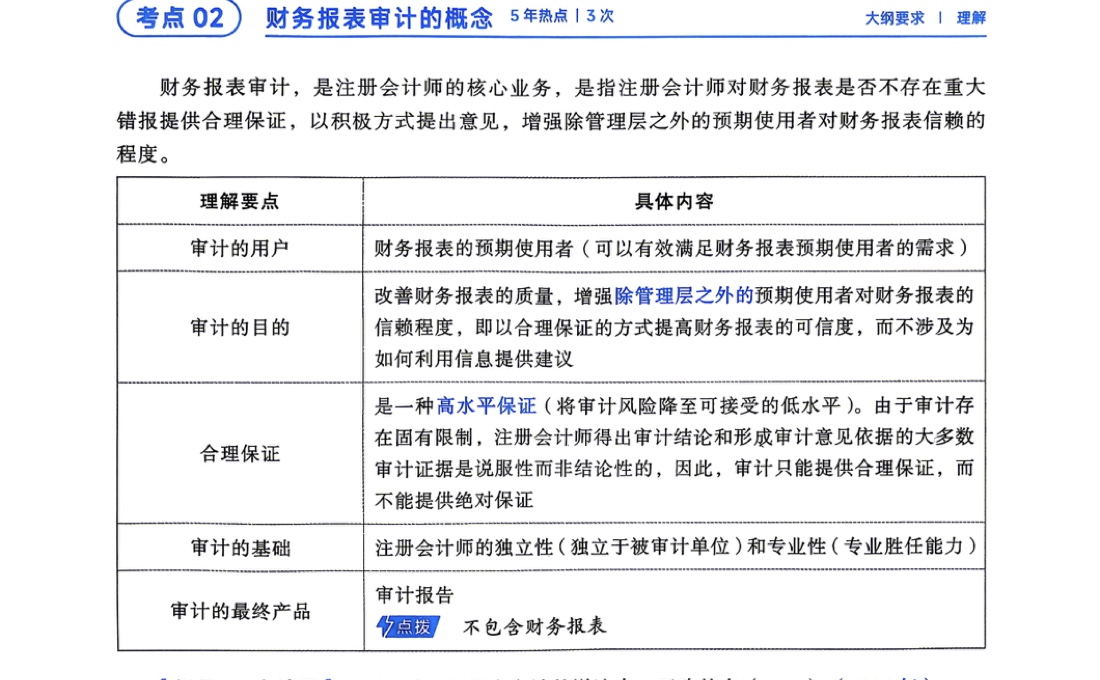 考点 02 财务报表审计的概念 5年热点 | 3次 大纲要求 | 理解
财务报表审计，是注册会计师的核心业务，是指注册会计师对财务报表是否不存在重大
错报提供合理保证，以积极方式提出意见，增强除管理层之外的预期使用者对财务报表信赖的
程度。
理解要点 具体内容
审计的用户 财务报表的预期使用者（可以有效满足财务报表预期使用者的需求）
审计的目的
改善财务报表的质量，增强除管理层之外的预期使用者对财务报表的
信赖程度，即以合理保证的方式提高财务报表的可信度，而不涉及为
如何利用信息提供建议
合理保证
是一种高水平保证（将审计风险降至可接受的低水平）。由于审计存
在固有限制，注册会计师得出审计结论和形成审计意见依据的大多数
审计证据是说服性而非结论性的，因此，审计只能提供合理保证，而
不能提供绝对保证
审计的基础 注册会计师的独立性（独立于被审计单位）和专业性（专业胜任能力）
审计的最终产品
审计报告
点拨 不包含财务报表